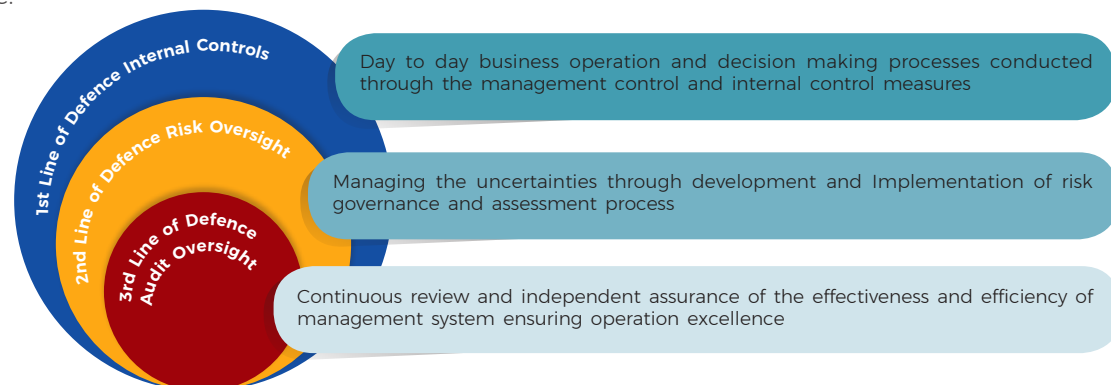 1st Line of Defence Internal Controls
Day to day business operation and decision making processes conducted
through the management control and internal control measures
2nd Line of Defence Risk Oversight
Managing the uncertainties through development and Implementation of risk
governance and assessment process
3rd Line of Defence
Audit Oversight
Continuous review and independent assurance of the effectiveness and efficiency of
management system ensuring operation excellence